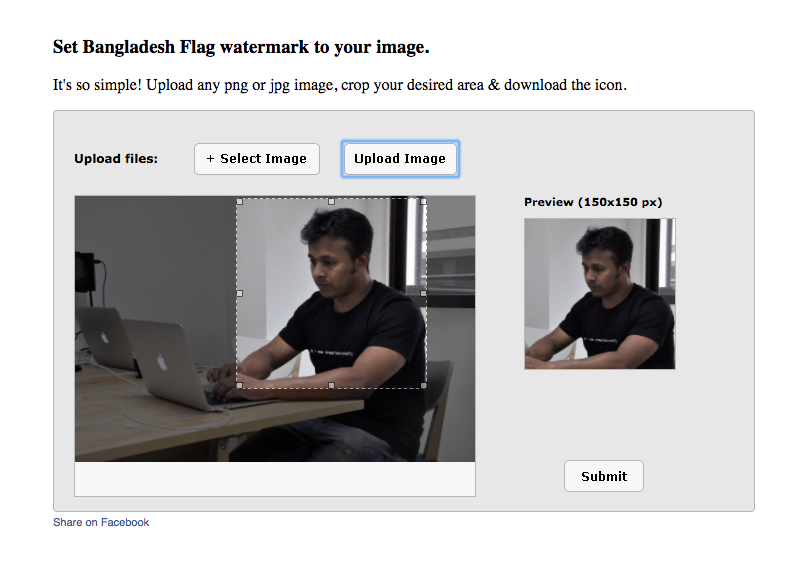 Set Bangladesh Flag watermark to your image.
It's so simple! Upload any png or jpg image, crop your desired area & download the icon.
Upload files:
+ Select Image
Upload Image
Preview (150x150 px)
Submit
Share on Facebook